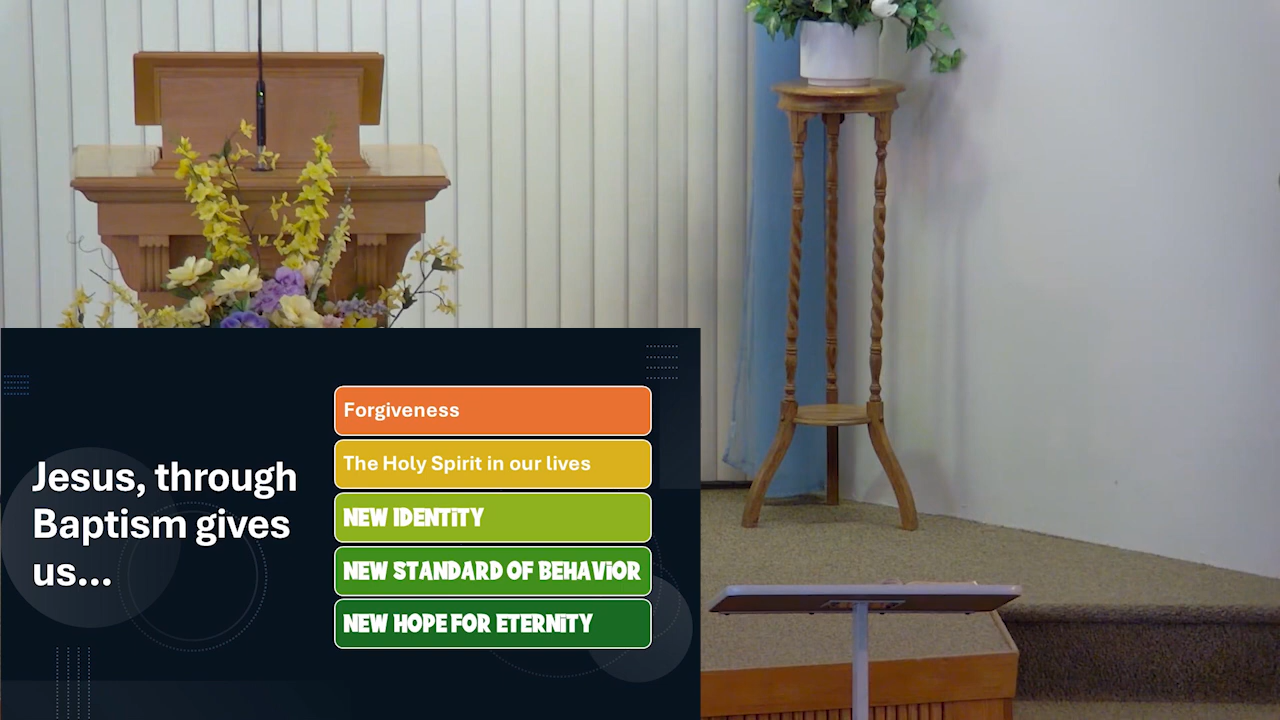 Jesus, through
Baptism gives
us...
Forgiveness
The Holy Spirit in our lives
NEW IDENTITY
NEW STANDARD OF BEHAVIOR
NEW HOPE FOR ETERNITY